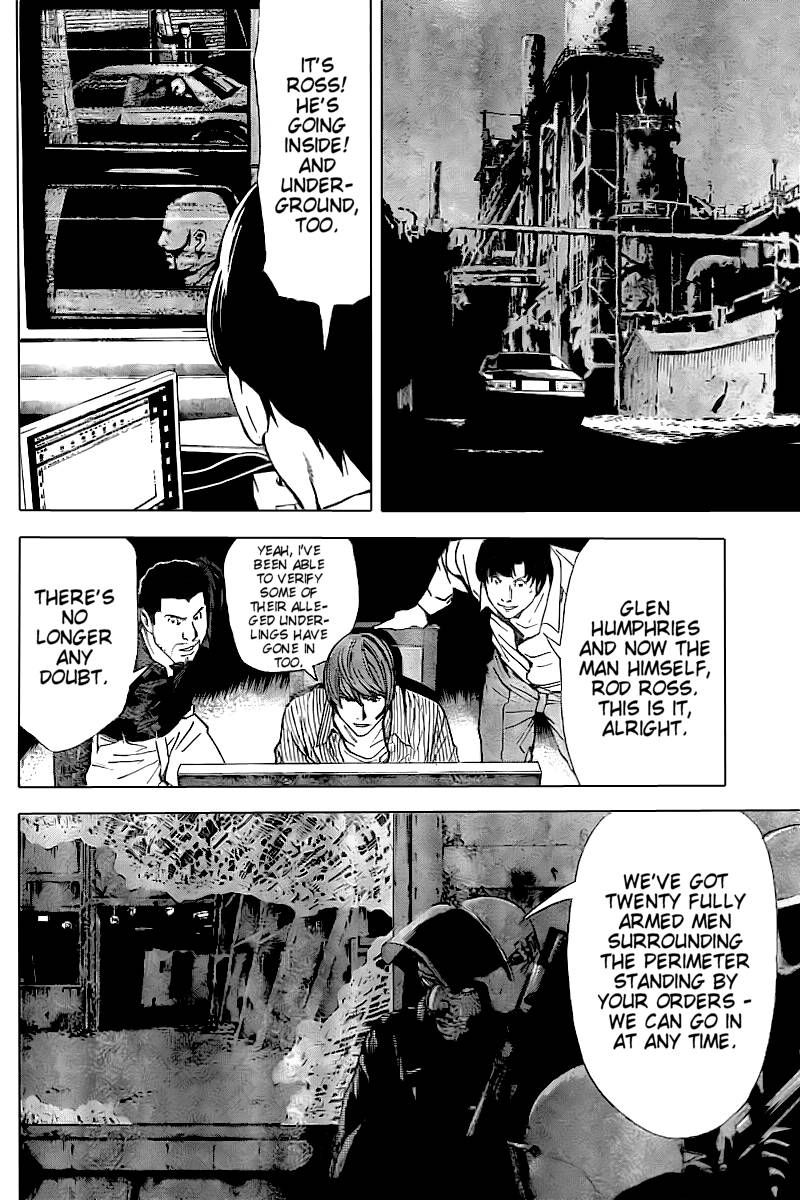 IT'S
ROSS!
HE'S
GOING
INSIDE!
AND
UNDER-
GROUND,
TOO.
GLEN
HUMPHRIES
AND NOW THE
MAN HIMSELF,
ROD ROSS.
THIS IS IT,
ALRIGHT.
YEAH, I'VE
BEEN ABLE
TO VERIFY
SOME OF
THEIR ALLE-
GED UNDER-
LINGS HAVE
GONE IN
TOO.
THERE'S
NO
LONGER
ANY
DOUBT.
WE'VE GOT
TWENTY FULLY
ARMED MEN
SURROUNDING
THE PERIMETER
STANDING BY
YOUR ORDERS -
WE CAN GO IN
AT ANY TIME.